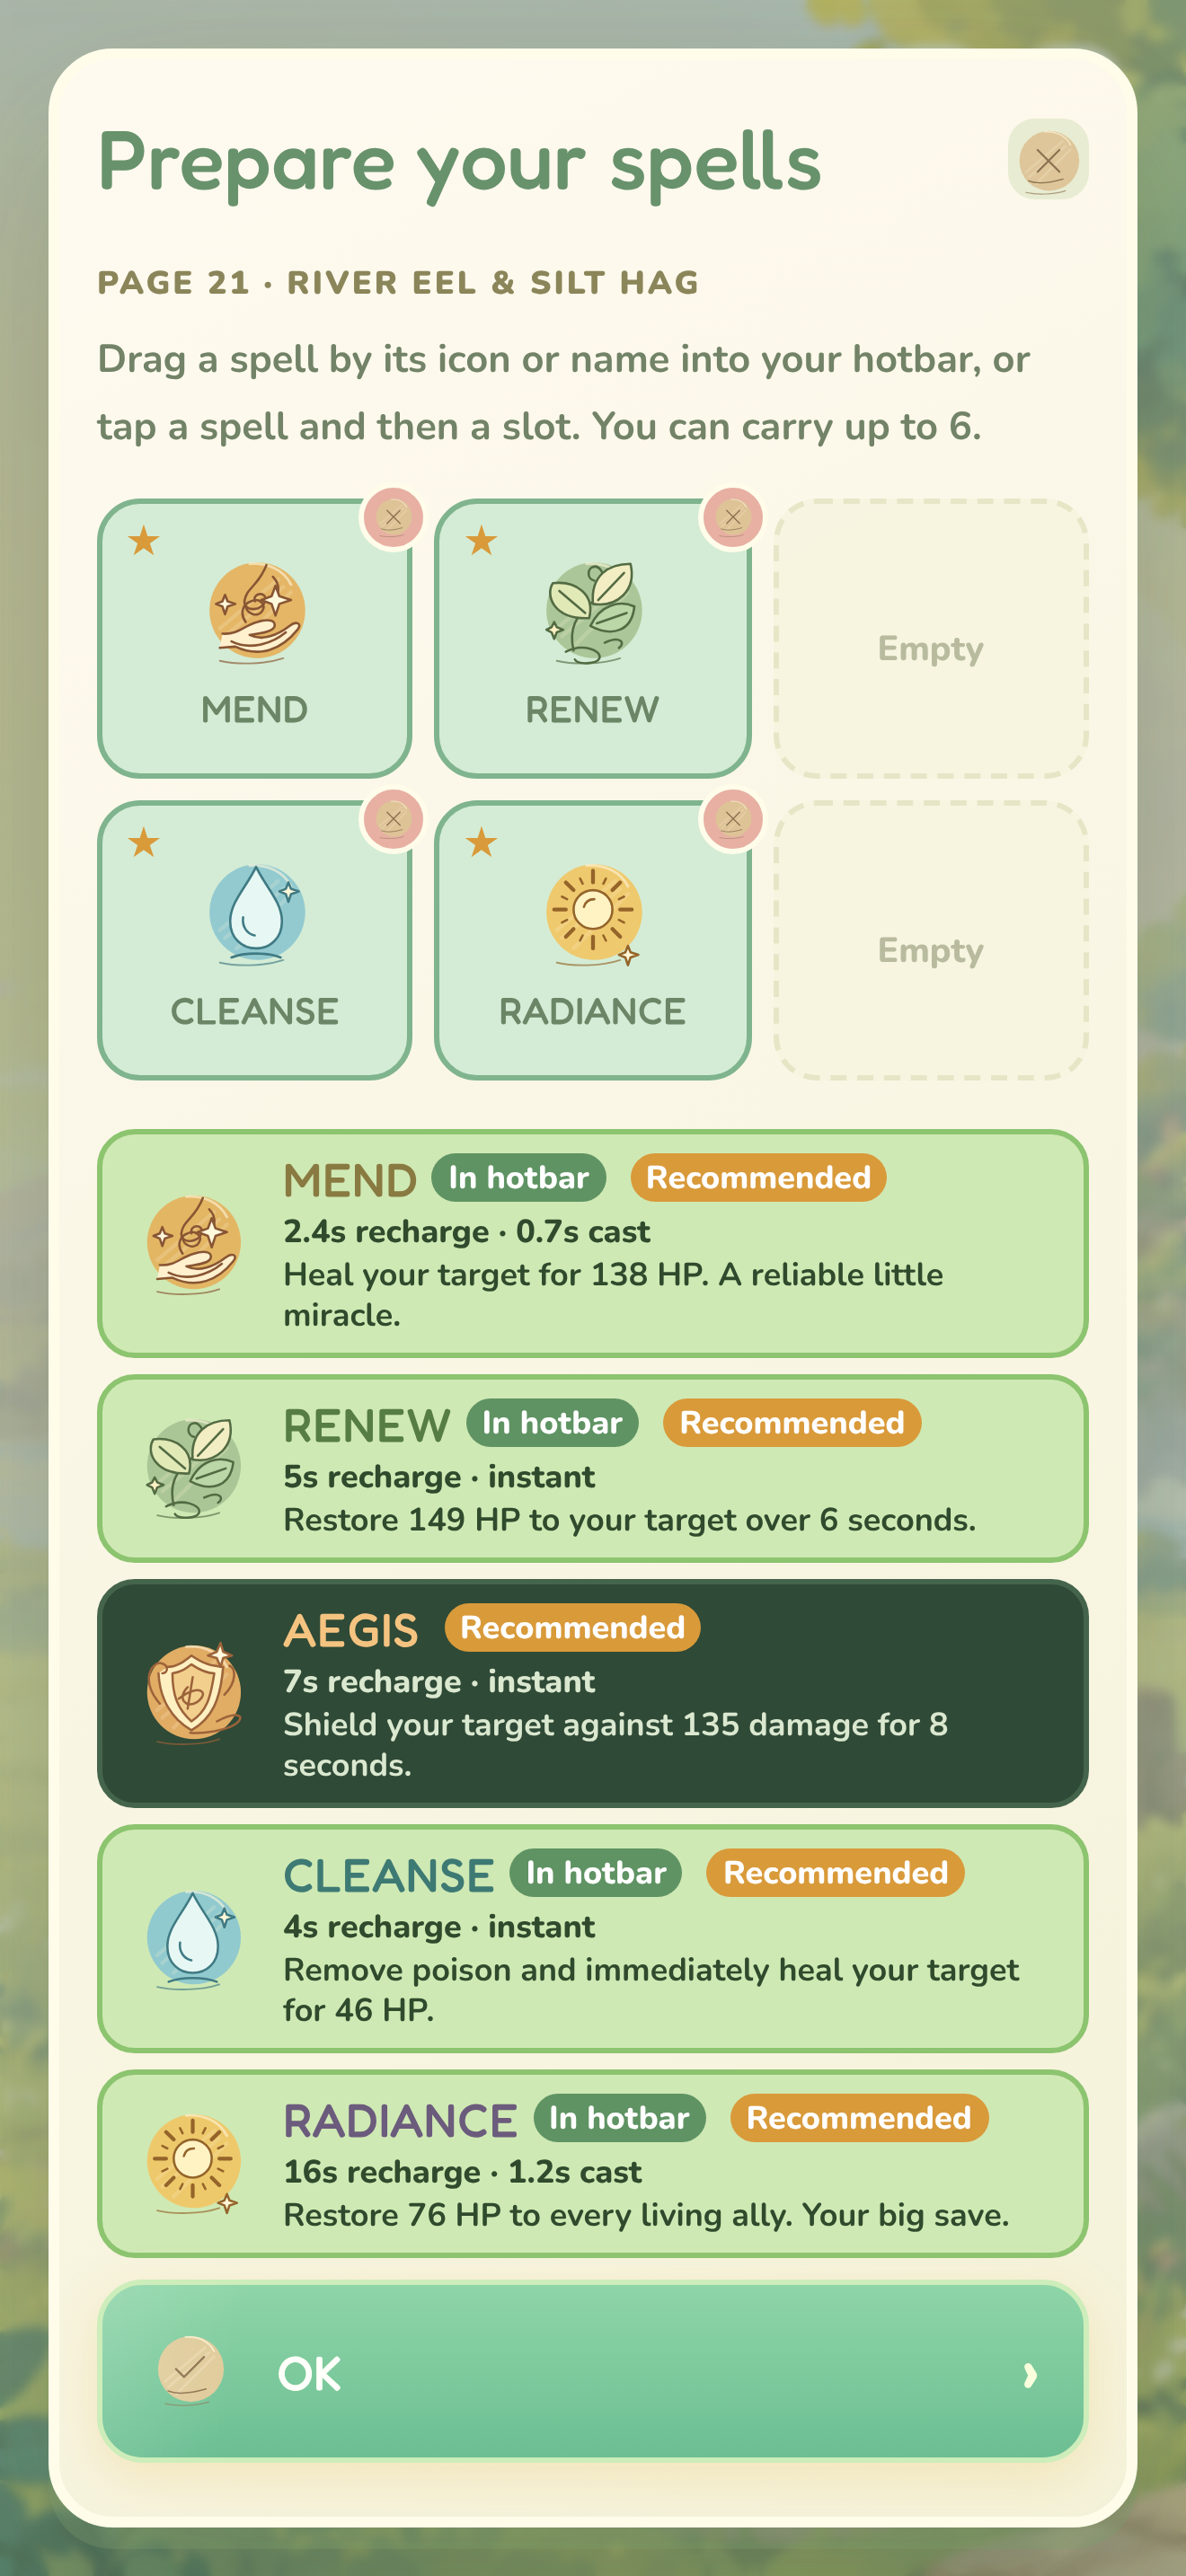 Prepare your spells
PAGE 21 · RIVER EEL & SILT HAG
Drag a spell by its icon or name into your hotbar, or
tap a spell and then a slot. You can carry up to 6.
MEND
RENEW
Empty
CLEANSE
RADIANCE
Empty
MEND In hotbar Recommended
2.4s recharge · 0.7s cast
Heal your target for 138 HP. A reliable little
miracle.
RENEW In hotbar Recommended
5s recharge · instant
Restore 149 HP to your target over 6 seconds.
AEGIS Recommended
7s recharge · instant
Shield your target against 135 damage for 8
seconds.
CLEANSE In hotbar Recommended
4s recharge · instant
Remove poison and immediately heal your target
for 46 HP.
RADIANCE In hotbar Recommended
16s recharge · 1.2s cast
Restore 76 HP to every living ally. Your big save.
OK ›